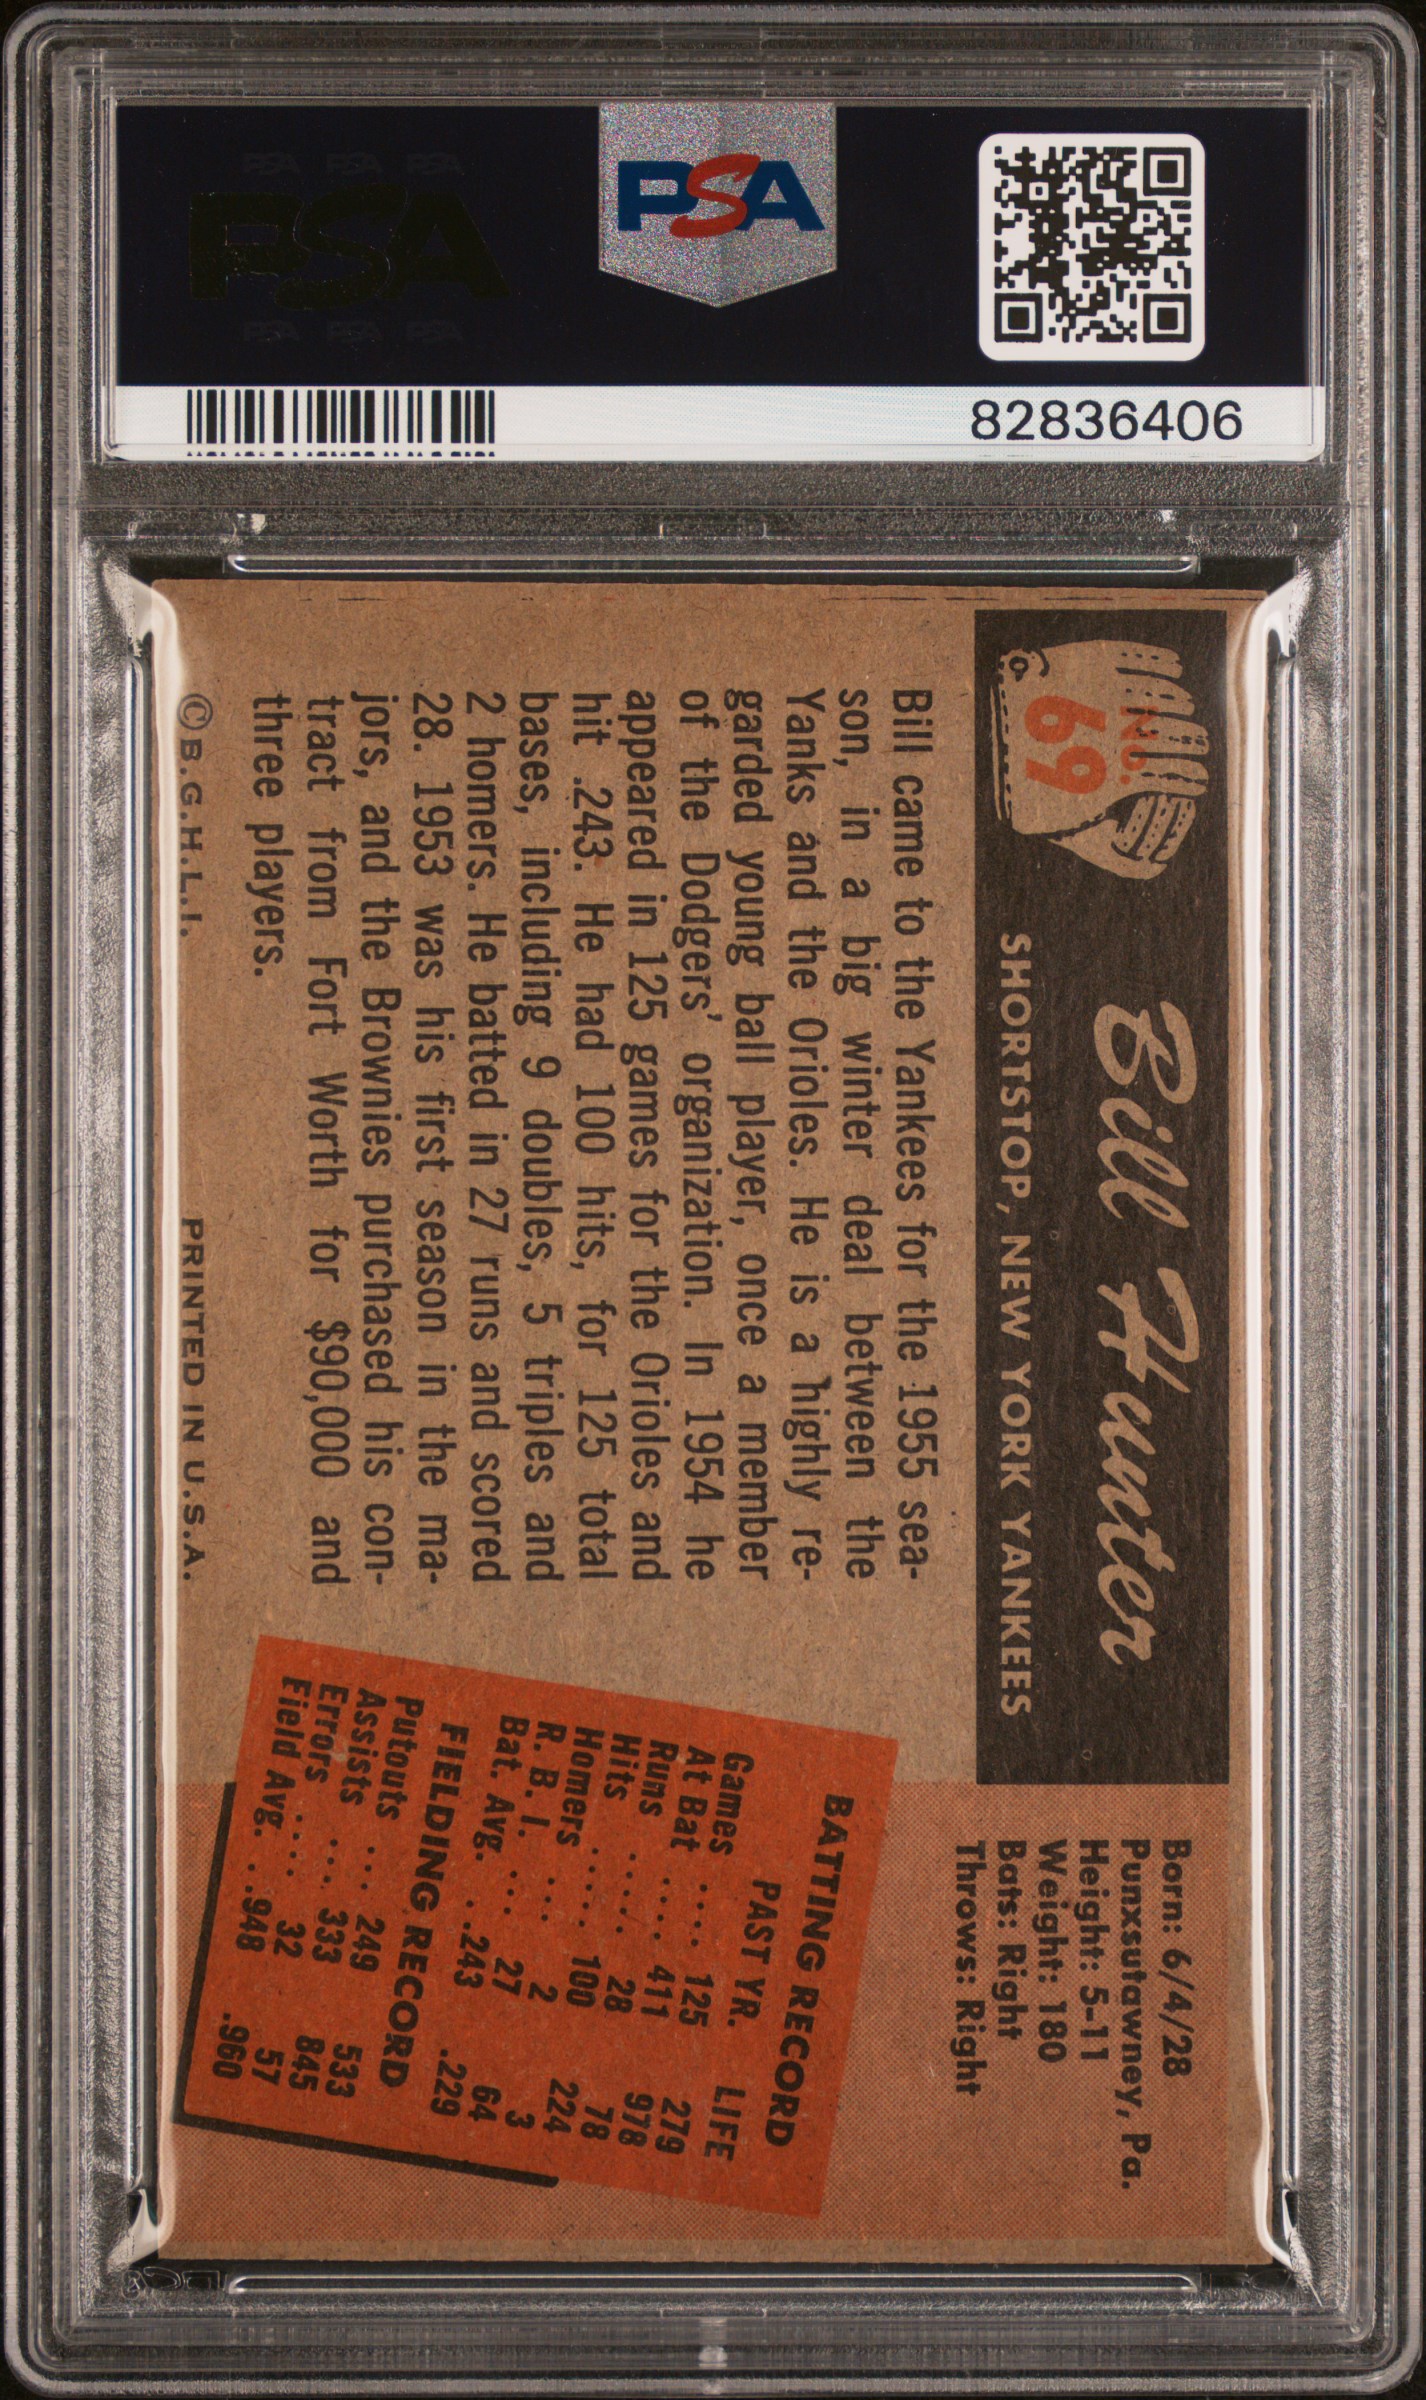 PSA PSA PSA
PSA
PSA PSA PSA
PSA
82836406
No. 69
Bill Hunter
SHORTSTOP, NEW YORK YANKEES
Born: 6/4/28
Punxsutawney, Pa.
Height: 5-11
Weight: 180
Bats: Right
Throws: Right
Bill came to the Yankees for the 1955 sea-
son, in a big winter deal between the
Yanks and the Orioles. He is a highly re-
garded young ball player, once a member
of the Dodgers' organization. In 1954 he
appeared in 125 games for the Orioles and
hit .243. He had 100 hits, for 125 total
bases, including 9 doubles, 5 triples and
2 homers. He batted in 27 runs and scored
28. 1953 was his first season in the ma-
jors, and the Brownies purchased his con-
tract from Fort Worth for $90,000 and
three players.
BATTING RECORD
PAST YR. LIFE
Games .... 125 279
At Bat .... 411 978
Runs ..... 28 78
Hits ..... 100 224
Homers ... 2 3
R. B. I. ... 27 64
Bat. Avg. ..243 .229
FIELDING RECORD
Putouts ... 249 533
Assists ... 333 845
Errors .... 32 57
Field Avg. ..948 .960
©B.G.H.L.I. PRINTED IN U.S.A.